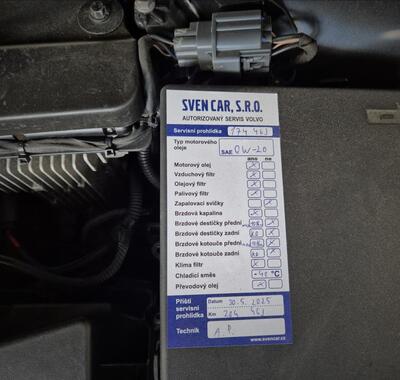 SVEN CAR, S.R.O.
AUTORIZOVANÝ SERVIS VOLVO
Servisní prohlídka 174 463
Typ motorového
oleje SAE 0W-20
ano ne
Motorový olej X
Vzduchový filtr X
Olejový filtr X
Palivový filtr X
Zapalovací svíčky X
Brzdová kapalina X
Brzdové destičky přední
Brzdové destičky zadní
Brzdové kotouče přední
Brzdové kotouče zadní
Klima filtr X
Chladící směs -40 °C
Převodový olej X
Příští
servisní
prohlídka
Datum 30.5. 2025
Km 204 463
Technik A.P.
www.svencar.cz